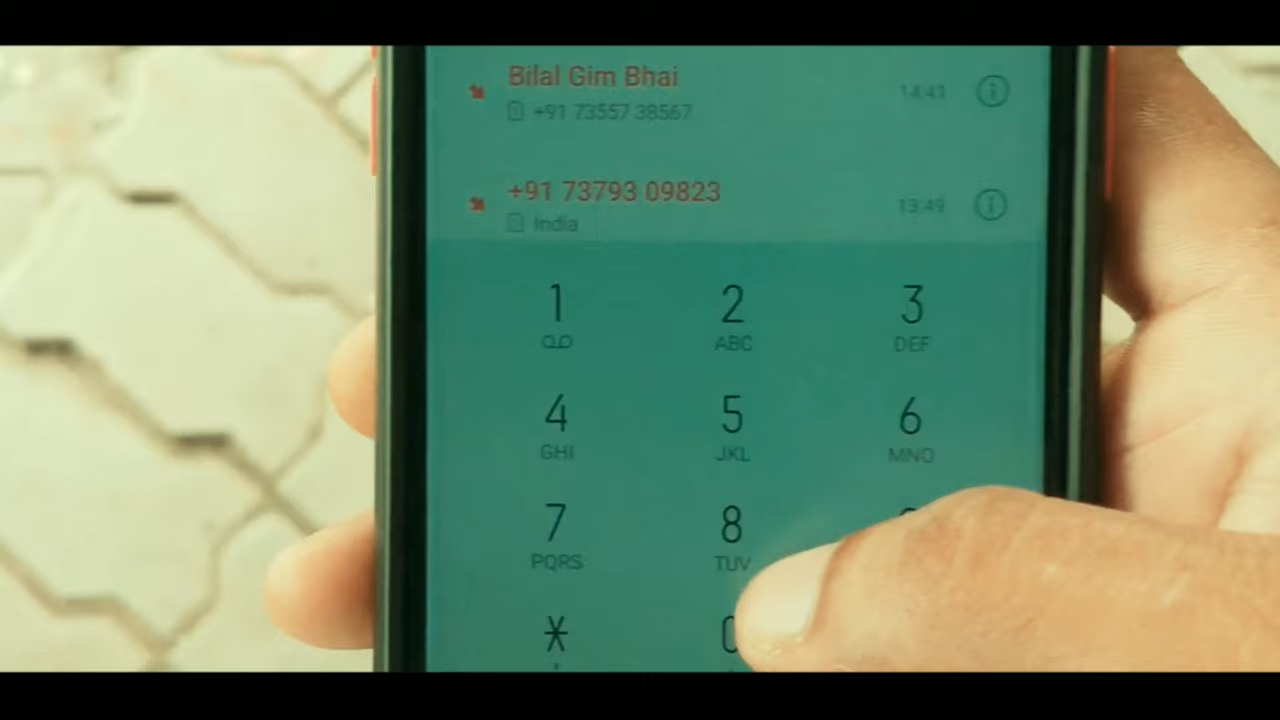 Bilal Gim Bhai
14:41
+91 73557 38567
+91 73793 09823
13:49
India
1
2
3
ABC
DEF
4
5
6
GHI
JKL
MNO
7
8
PQRS
TUV
*
0